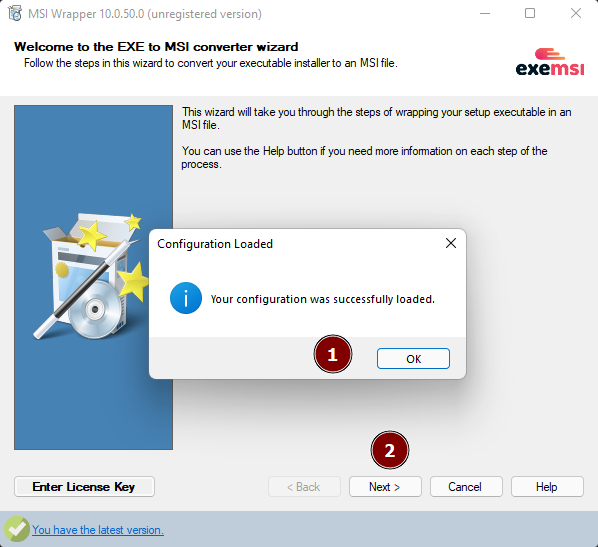 MSI Wrapper 10.0.50.0 (unregistered version)
Welcome to the EXE to MSI converter wizard
Follow the steps in this wizard to convert your executable installer to an MSI file.
exemsi
This wizard will take you through the steps of wrapping your setup executable in an
MSI file.
You can use the Help button if you need more information on each step of the
process.
Configuration Loaded
Your configuration was successfully loaded.
1
OK
2
Enter License Key
< Back
Next >
Cancel
Help
You have the latest version.